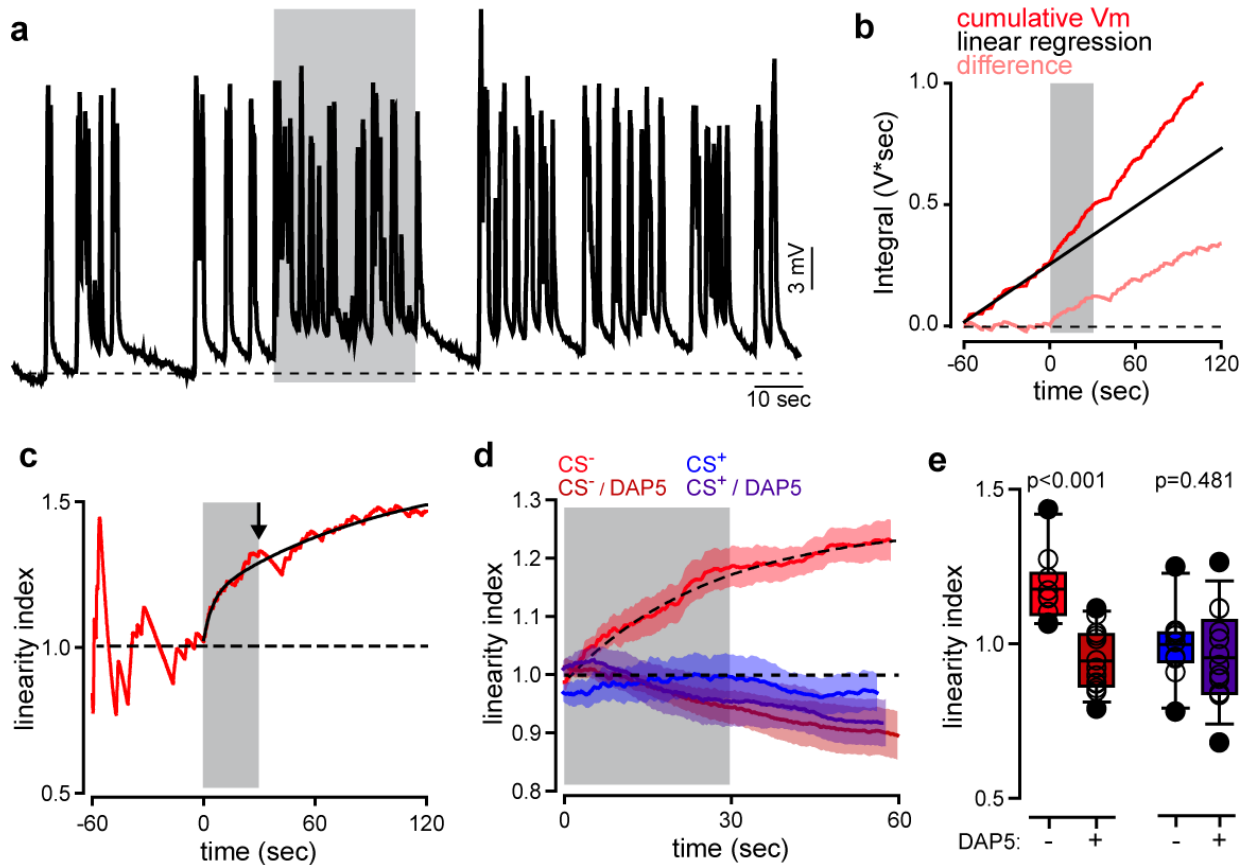 a
3 mV
10 sec
b
cumulative Vm
linear regression
difference
1.0
0.5
0.0
Integral (V*sec)
-60 0 60 120
time (sec)
c
1.5
1.0
0.5
linearity index
-60 0 60 120
time (sec)
d
CS- CS+
CS- / DAP5 CS+ / DAP5
1.3
1.2
1.1
1.0
0.9
0.8
linearity index
0 30 60
time (sec)
e
p<0.001 p=0.481
1.5
1.0
0.5
linearity index
DAP5: - + - +